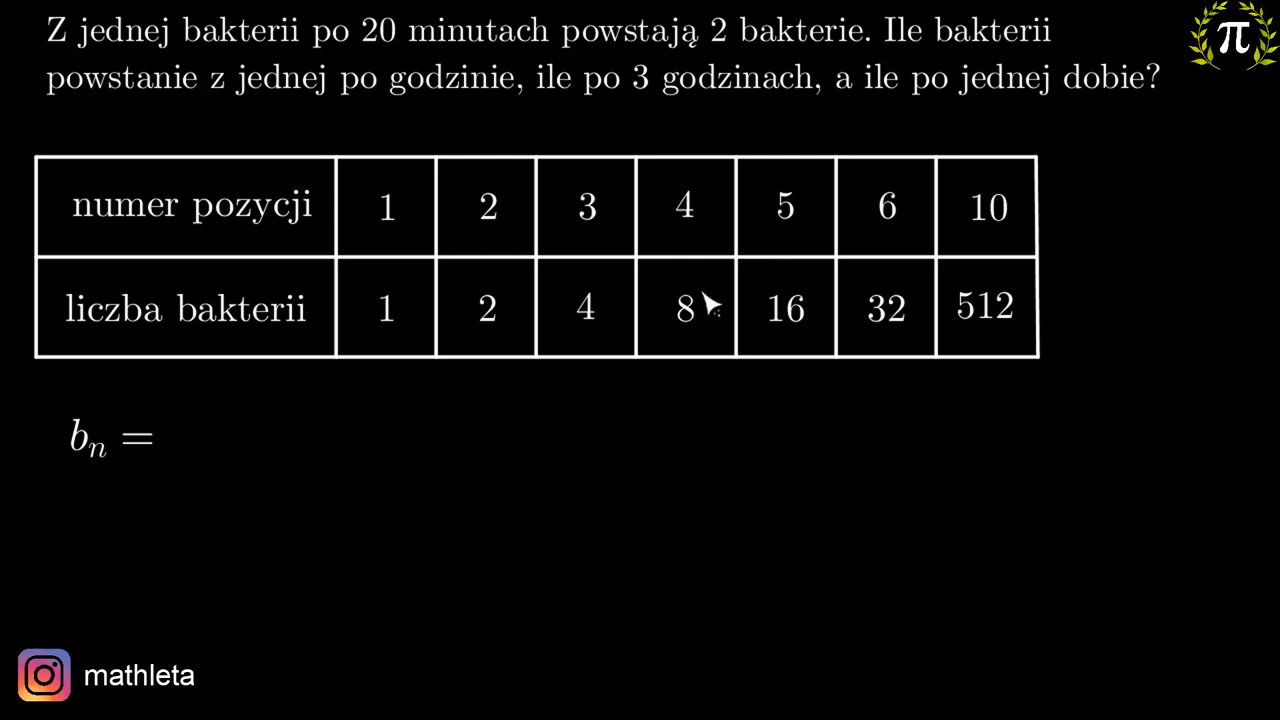 Z jednej bakterii po 20 minutach powstają 2 bakterie. Ile bakterii
powstanie z jednej po godzinie, ile po 3 godzinach, a ile po jednej dobie?
π
numer pozycji 1 2 3 4 5 6 10
liczba bakterii 1 2 4 8 16 32 512
bₙ =
mathleta